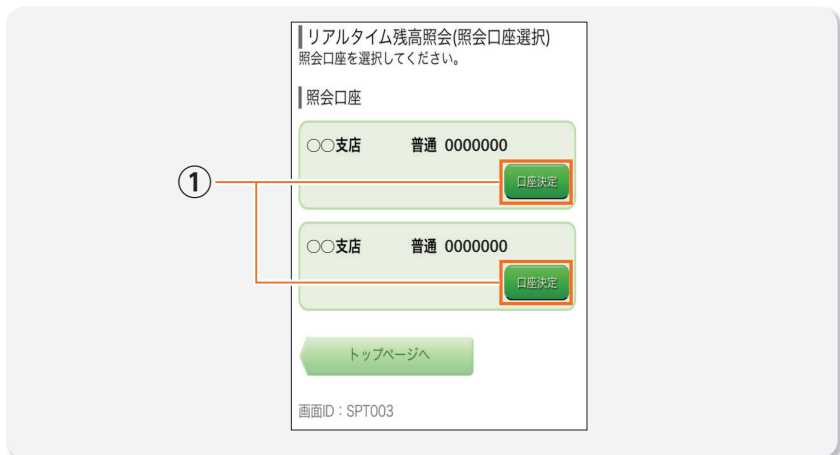 リアルタイム残高照会(照会口座選択)
照会口座を選択してください。
照会口座
○○支店 普通 0000000
口座決定
①
○○支店 普通 0000000
口座決定
トップページへ
画面ID:SPT003